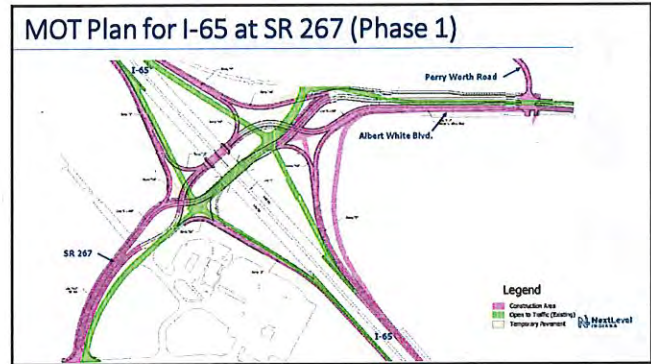 MOT Plan for I-65 at SR 267 (Phase 1)
I-65
Perry Worth Road
Albert White Blvd.
SR 267
I-65
Legend
Construction Area
Open to Traffic (Existing)
Temporary Pavement
NextLevel
INDIANA